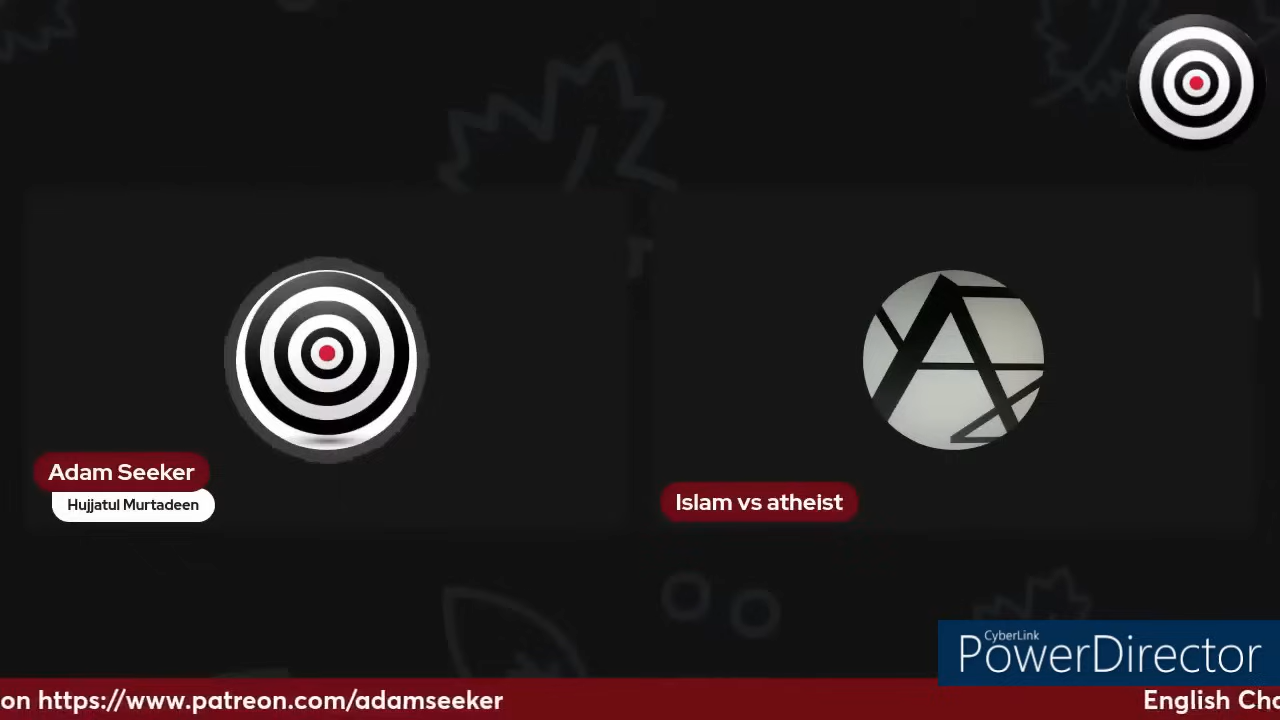 Adam Seeker
Hujjatul Murtadeen
Islam vs atheist
CyberLink
PowerDirector
on https://www.patreon.com/adamseeker
English Cha